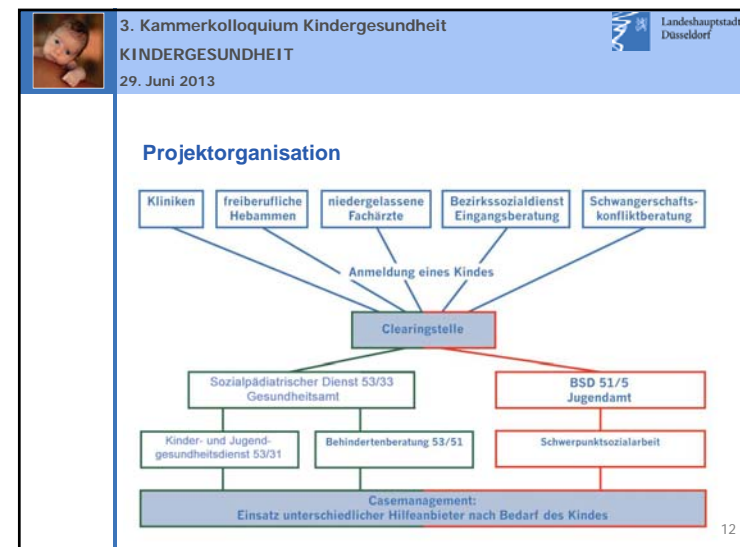 3. Kammerkolloquium Kindergesundheit
KINDERGESUNDHEIT
29. Juni 2013
Landeshauptstadt
Düsseldorf
Projektorganisation
Kliniken
freiberufliche
Hebammen
niedergelassene
Fachärzte
Bezirkssozialdienst
Eingangsberatung
Schwangerschafts-
konfliktberatung
Anmeldung eines Kindes
Clearingstelle
Sozialpädiatrischer Dienst 53/33
Gesundheitsamt
BSD 51/5
Jugendamt
Kinder- und Jugend-
gesundheitsdienst 53/31
Behindertenberatung 53/51
Schwerpunktsozialarbeit
Casemanagement:
Einsatz unterschiedlicher Hilfeanbieter nach Bedarf des Kindes
12